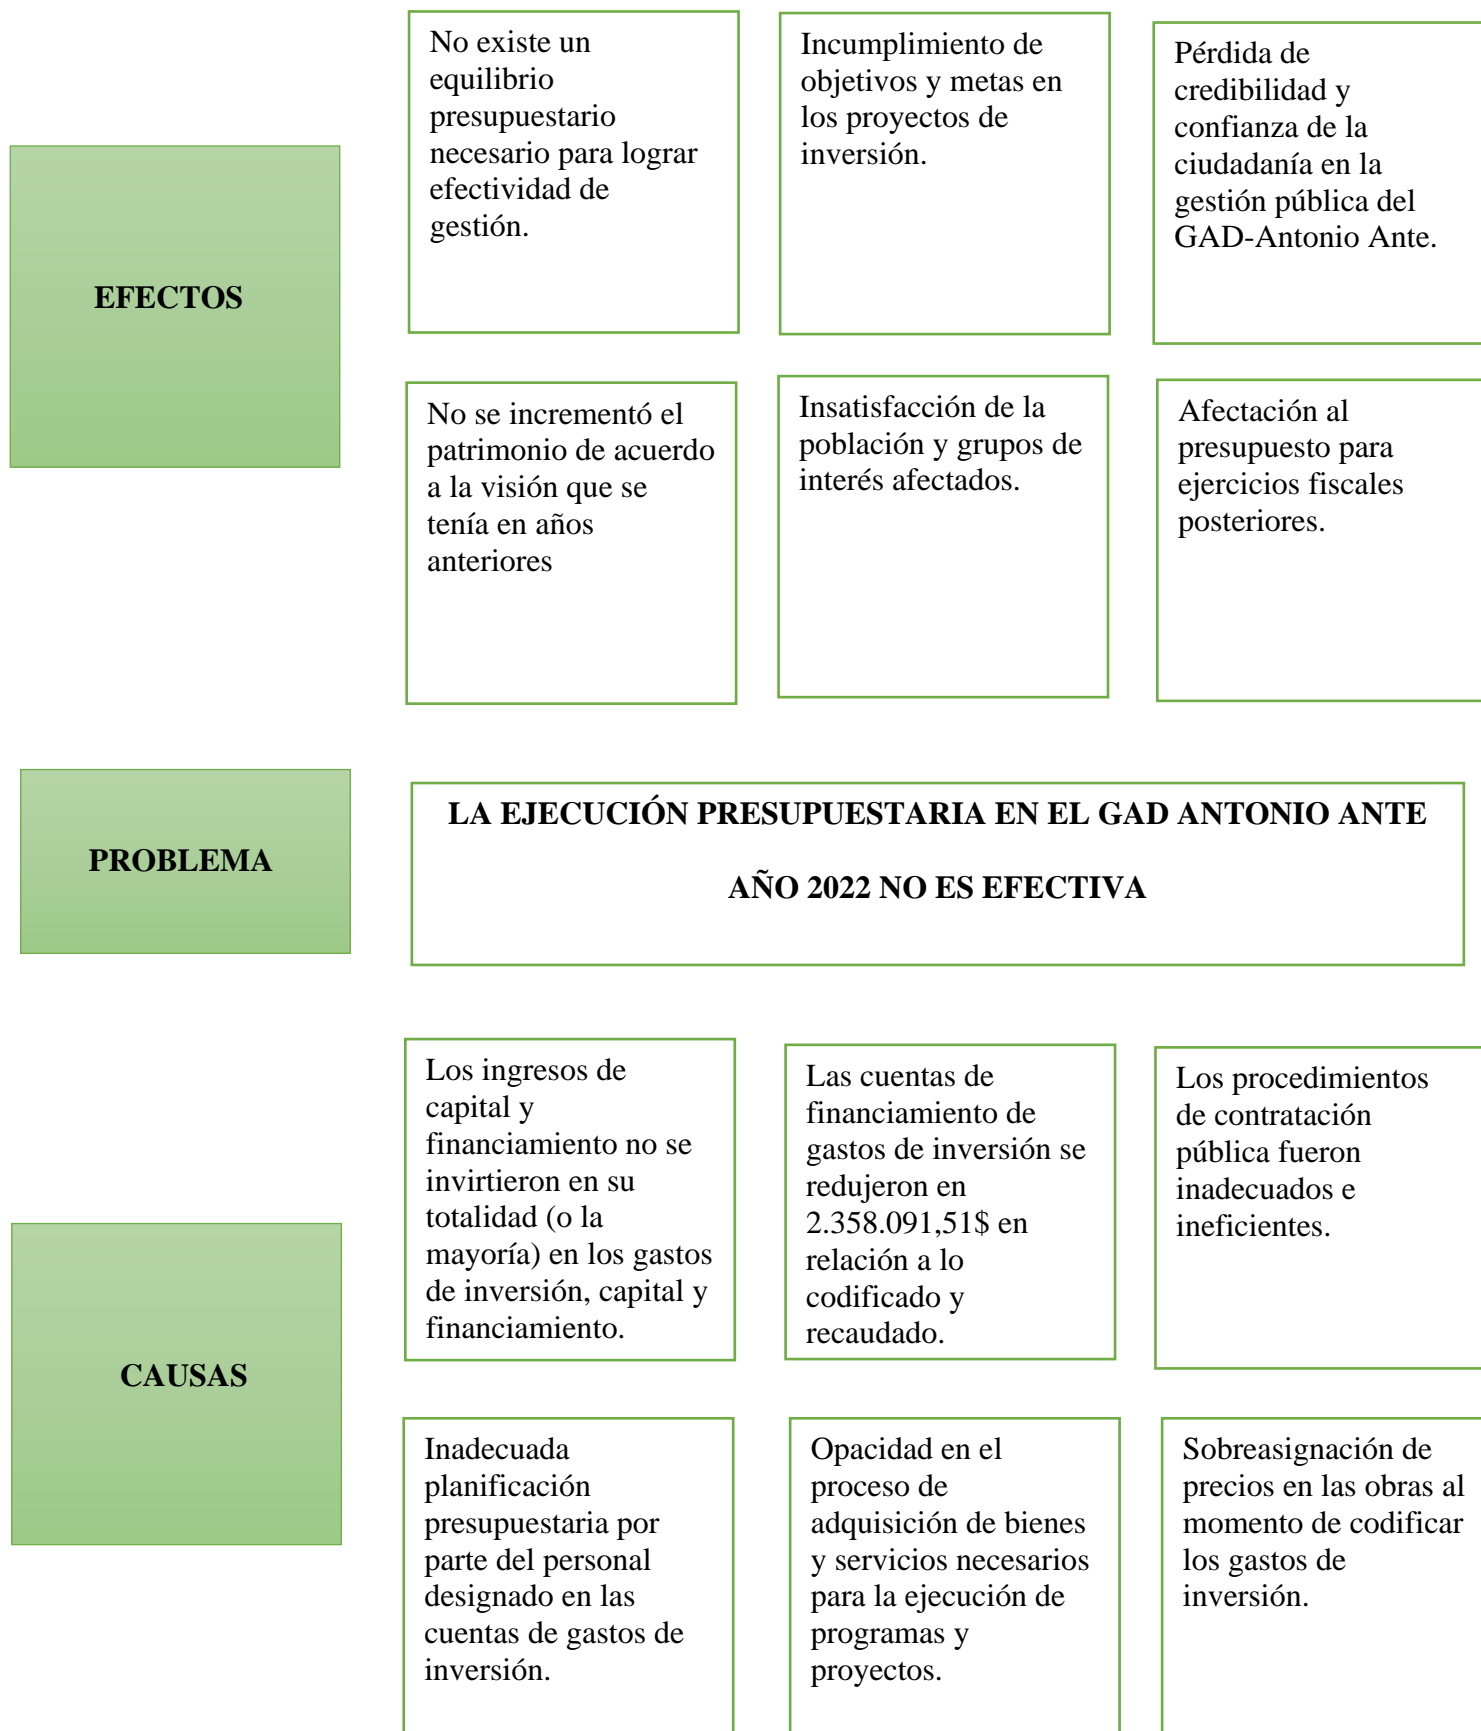 EFECTOS
No existe un
equilibrio
presupuestario
necesario para lograr
efectividad de
gestión.
Incumplimiento de
objetivos y metas en
los proyectos de
inversión.
Pérdida de
credibilidad y
confianza de la
ciudadanía en la
gestión pública del
GAD-Antonio Ante.
No se incrementó el
patrimonio de acuerdo
a la visión que se
tenía en años
anteriores
Insatisfacción de la
población y grupos de
interés afectados.
Afectación al
presupuesto para
ejercicios fiscales
posteriores.
PROBLEMA
LA EJECUCIÓN PRESUPUESTARIA EN EL GAD ANTONIO ANTE
AÑO 2022 NO ES EFECTIVA
CAUSAS
Los ingresos de
capital y
financiamiento no se
invirtieron en su
totalidad (o la
mayoría) en los gastos
de inversión, capital y
financiamiento.
Las cuentas de
financiamiento de
gastos de inversión se
redujeron en
2.358.091,51$ en
relación a lo
codificado y
recaudado.
Los procedimientos
de contratación
pública fueron
inadecuados e
ineficientes.
Inadecuada
planificación
presupuestaria por
parte del personal
designado en las
cuentas de gastos de
inversión.
Opacidad en el
proceso de
adquisición de bienes
y servicios necesarios
para la ejecución de
programas y
proyectos.
Sobreasignación de
precios en las obras al
momento de codificar
los gastos de
inversión.